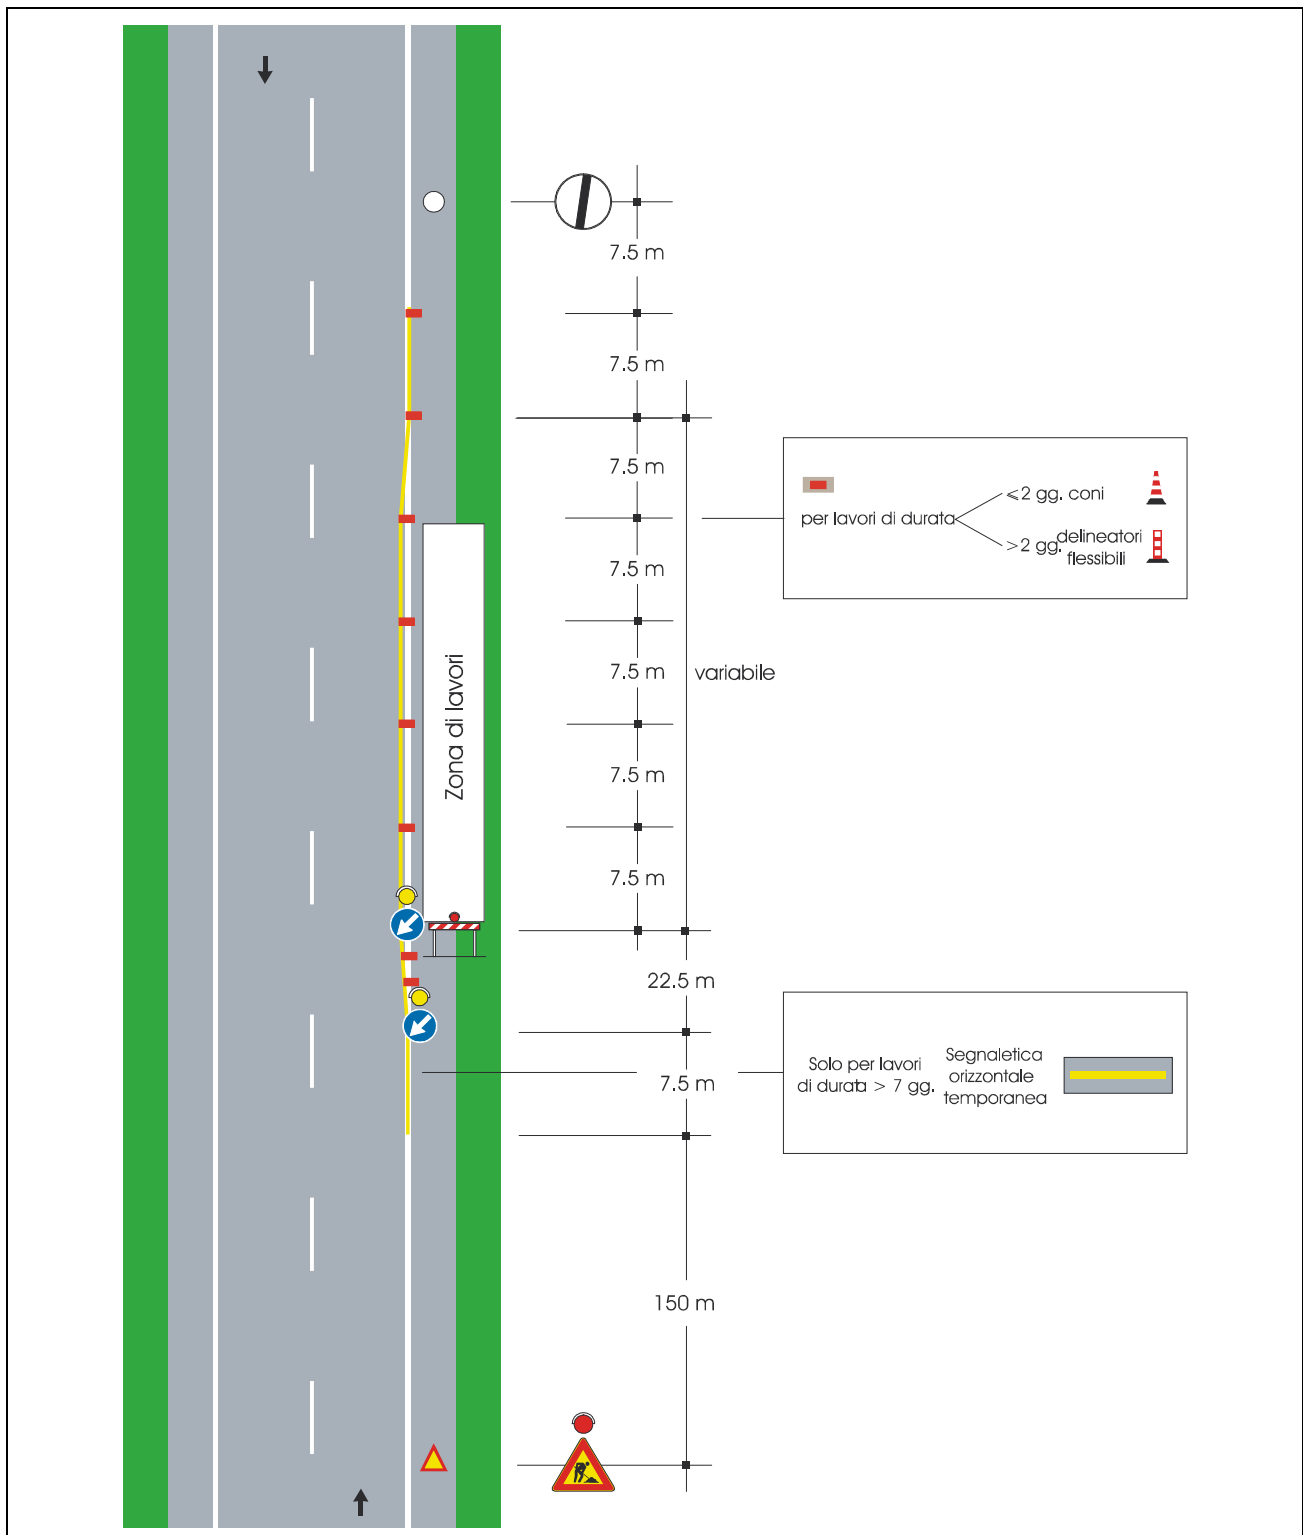 7.5 m
7.5 m
7.5 m
⩽2 gg. coni
per lavori di durata
>2 gg. delineatori
flessibili
7.5 m
Zona di lavori
7.5 m
variabile
7.5 m
7.5 m
22.5 m
Solo per lavori
di durata > 7 gg.
Segnaletica
orizzontale
temporanea
7.5 m
150 m